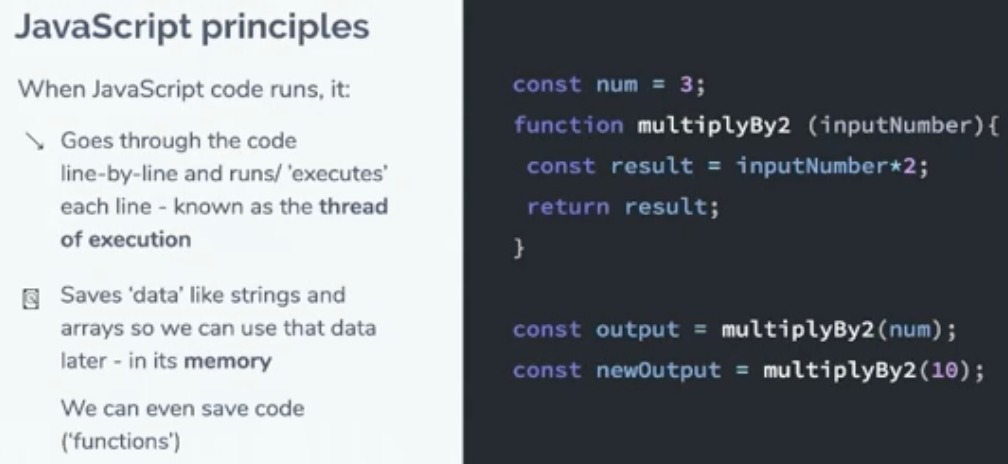 JavaScript principles
When JavaScript code runs, it:
Goes through the code
line-by-line and runs/ ‘executes’
each line - known as the thread
of execution
Saves ‘data’ like strings and
arrays so we can use that data
later - in its memory
We can even save code
(‘functions’)
const num = 3;
function multiplyBy2 (inputNumber){
const result = inputNumber*2;
return result;
}
const output = multiplyBy2(num);
const newOutput = multiplyBy2(10);